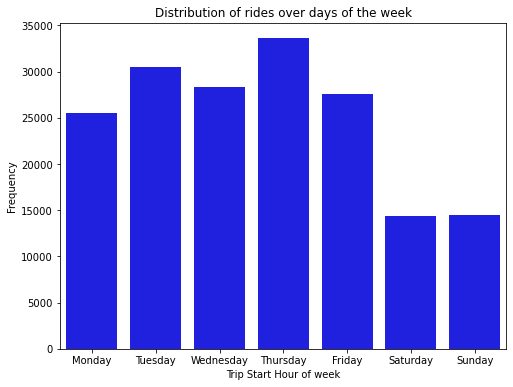 Distribution of rides over days of the week
35000
30000
25000
20000
15000
10000
5000
0
Frequency
Monday Tuesday Wednesday Thursday Friday Saturday Sunday
Trip Start Hour of week